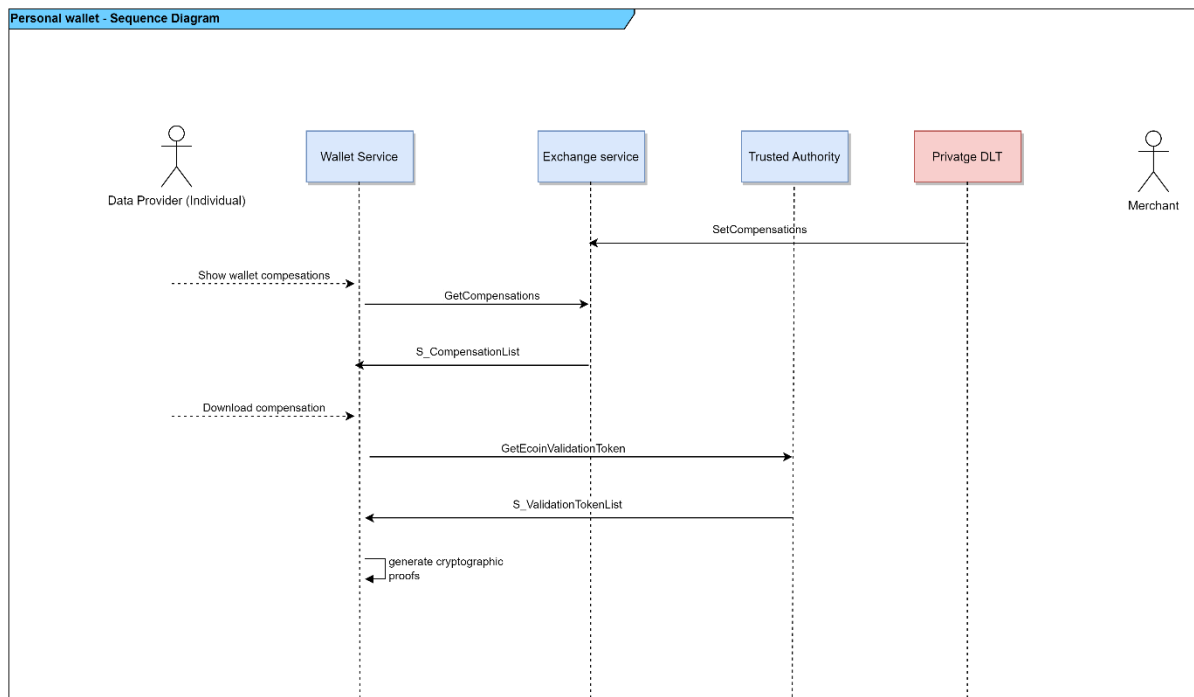 Personal wallet - Sequence Diagram
Wallet Service
Exchange service
Trusted Authority
Privatge DLT
Data Provider (Individual)
Merchant
SetCompensations
Show wallet compesations
GetCompensations
S_CompensationList
Download compensation
GetEcoinValidationToken
S_ValidationTokenList
generate cryptographic
proofs